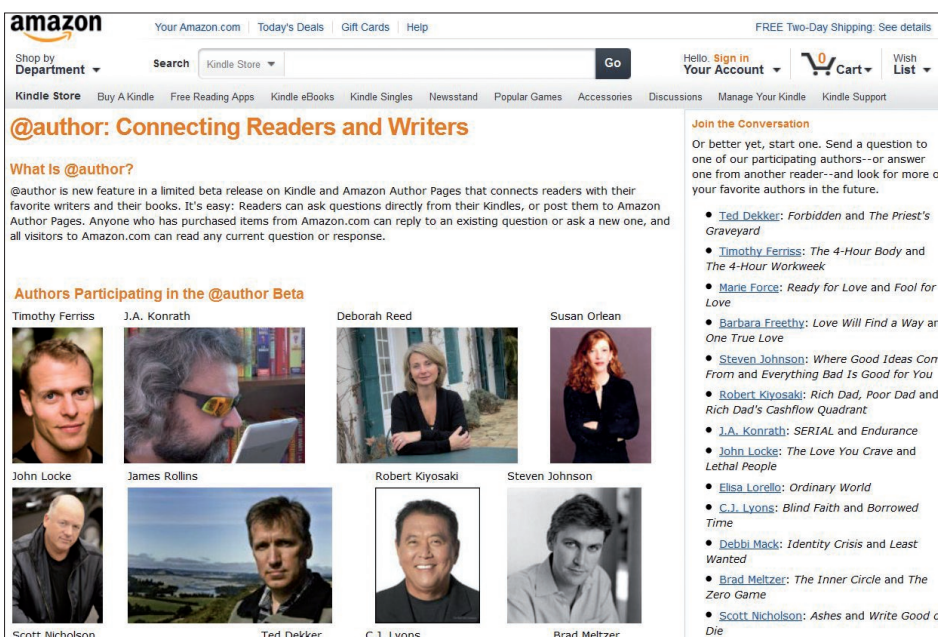 amazon
Your Amazon.com Today's Deals Gift Cards Help
FREE Two-Day Shipping: See details
Shop by
Department
Search Kindle Store Go
Hello. Sign in
Your Account
0
Cart
Wish
List
Kindle Store Buy A Kindle Free Reading Apps Kindle eBooks Kindle Singles Newsstand Popular Games Accessories Discussions Manage Your Kindle Kindle Support
@author: Connecting Readers and Writers
What Is @author?
@author is new feature in a limited beta release on Kindle and Amazon Author Pages that connects readers with their
favorite writers and their books. It's easy: Readers can ask questions directly from their Kindles, or post them to Amazon
Author Pages. Anyone who has purchased items from Amazon.com can reply to an existing question or ask a new one, and
all visitors to Amazon.com can read any current question or response.
Authors Participating in the @author Beta
Timothy Ferriss J.A. Konrath Deborah Reed Susan Orlean
John Locke James Rollins Robert Kiyosaki Steven Johnson
Scott Nicholson Ted Dekker C.J. Lyons Brad Meltzer
Join the Conversation
Or better yet, start one. Send a question to
one of our participating authors--or answer
one from another reader--and look for more o
your favorite authors in the future.
• Ted Dekker: Forbidden and The Priest's
Graveyard
• Timothy Ferriss: The 4-Hour Body and
The 4-Hour Workweek
• Marie Force: Ready for Love and Fool for
Love
• Barbara Freethy: Love Will Find a Way an
One True Love
• Steven Johnson: Where Good Ideas Com
From and Everything Bad Is Good for You
• Robert Kiyosaki: Rich Dad, Poor Dad and
Rich Dad's Cashflow Quadrant
• J.A. Konrath: SERIAL and Endurance
• John Locke: The Love You Crave and
Lethal People
• Elisa Lorello: Ordinary World
• C.J. Lyons: Blind Faith and Borrowed
Time
• Debbi Mack: Identity Crisis and Least
Wanted
• Brad Meltzer: The Inner Circle and The
Zero Game
• Scott Nicholson: Ashes and Write Good o
Die